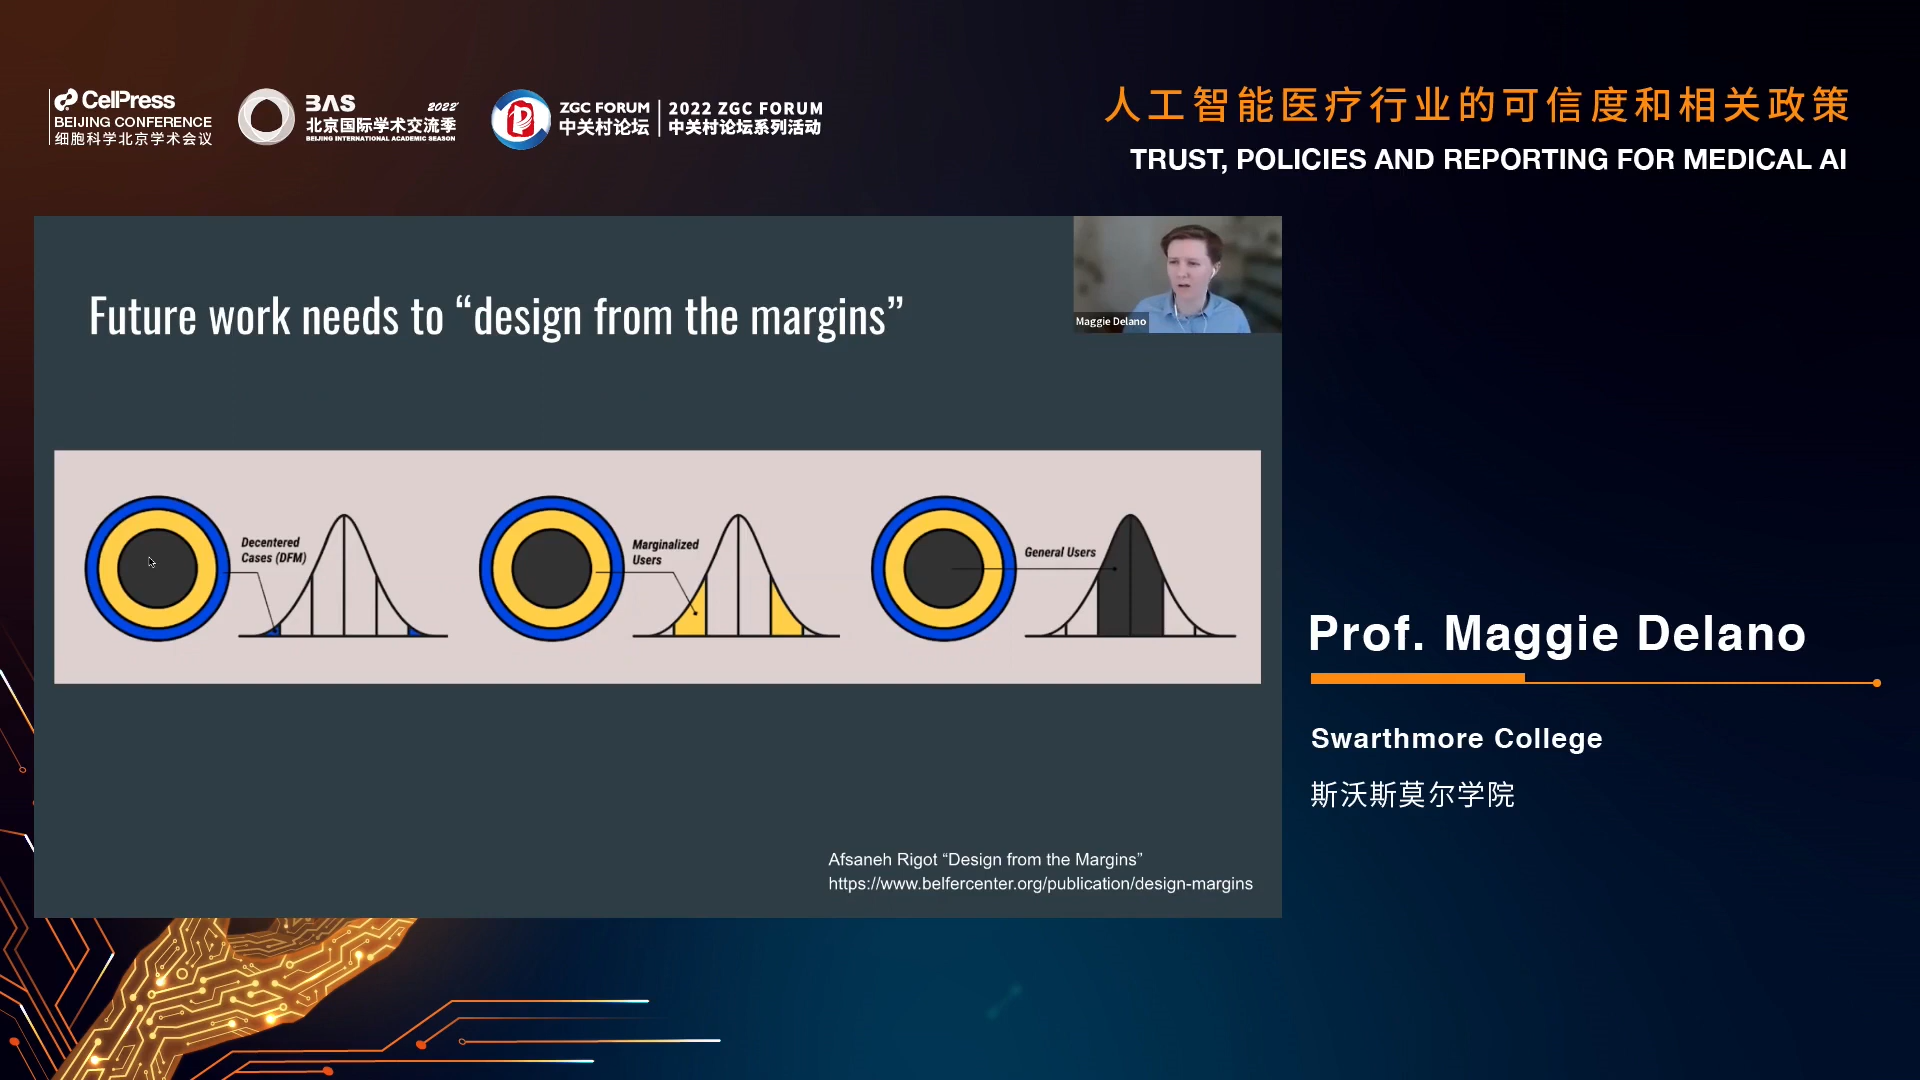 CellPress
BEIJING CONFERENCE
细胞科学北京学术会议
BAS 2022
北京国际学术交流季
BEIJING INTERNATIONAL ACADEMIC SEASON
ZGC FORUM
中关村论坛
2022 ZGC FORUM
中关村论坛系列活动
人工智能医疗行业的可信度和相关政策
TRUST, POLICIES AND REPORTING FOR MEDICAL AI
Future work needs to “design from the margins”
Maggie Delano
Decentered
Cases (DFM)
Marginalized
Users
General Users
Afsaneh Rigot “Design from the Margins”
https://www.belfercenter.org/publication/design-margins
Prof. Maggie Delano
Swarthmore College
斯沃斯莫尔学院